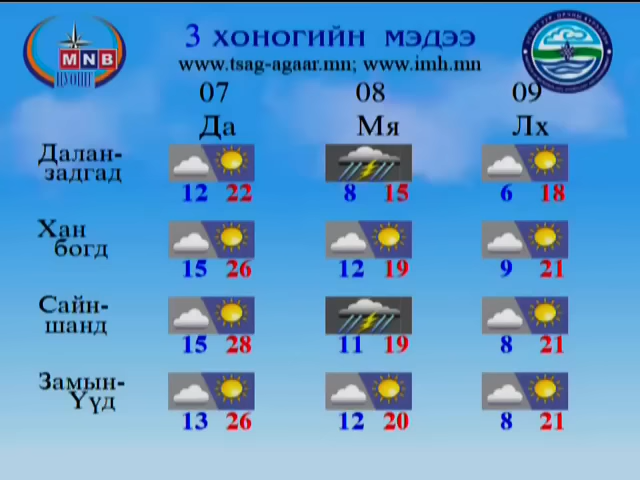 3 ХОНОГИЙН МЭДЭЭ
MNB
ЦУОШГ
www.tsag-agaar.mn; www.imh.mn
07 08 09
Да Мя Лх
Далан-
задгад
12 22 8 15 6 18
Хан
богд
15 26 12 19 9 21
Сайн-
шанд
15 28 11 19 8 21
Замын-
Үүд
13 26 12 20 8 21